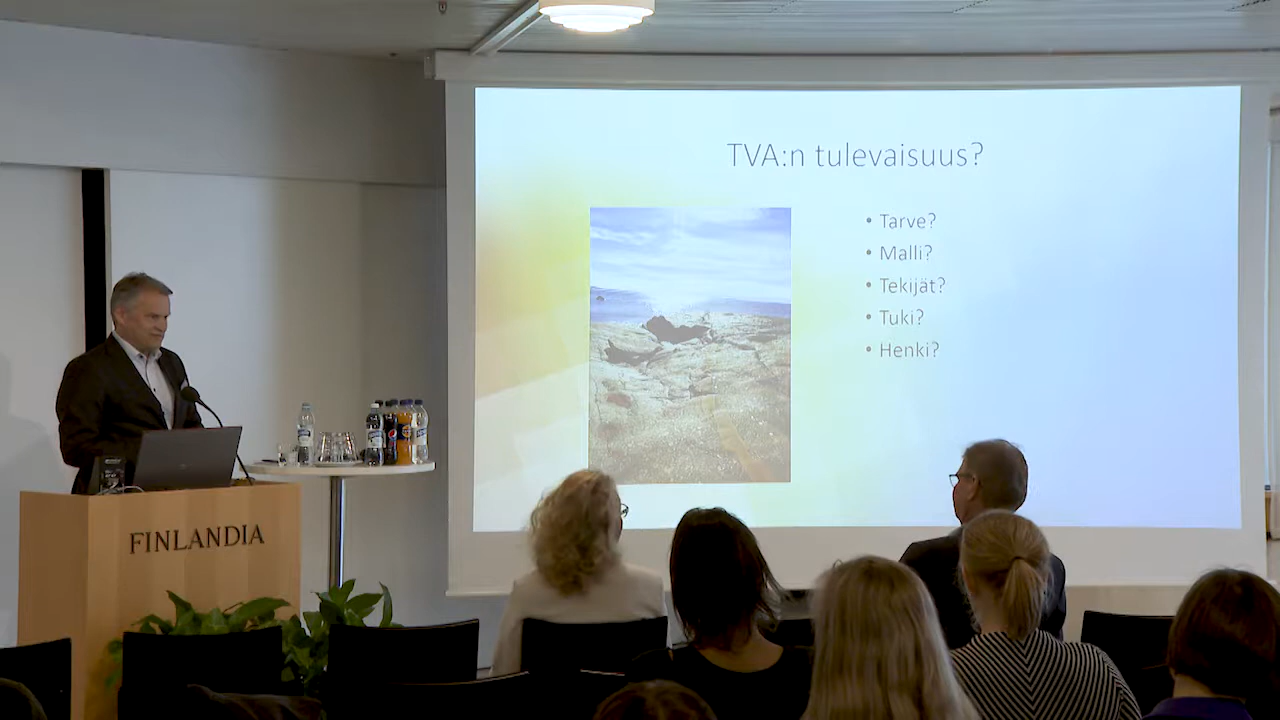 TVA:n tulevaisuus?
• Tarve?
• Malli?
• Tekijät?
• Tuki?
• Henki?
FINLANDIA